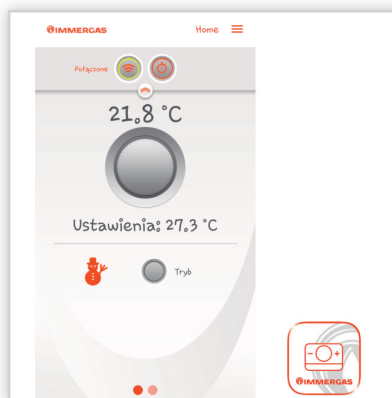 IMMERGAS Home
Połączone
21.8 °C
Ustawienia: 27.3 °C
Tryb
- +
IMMERGAS